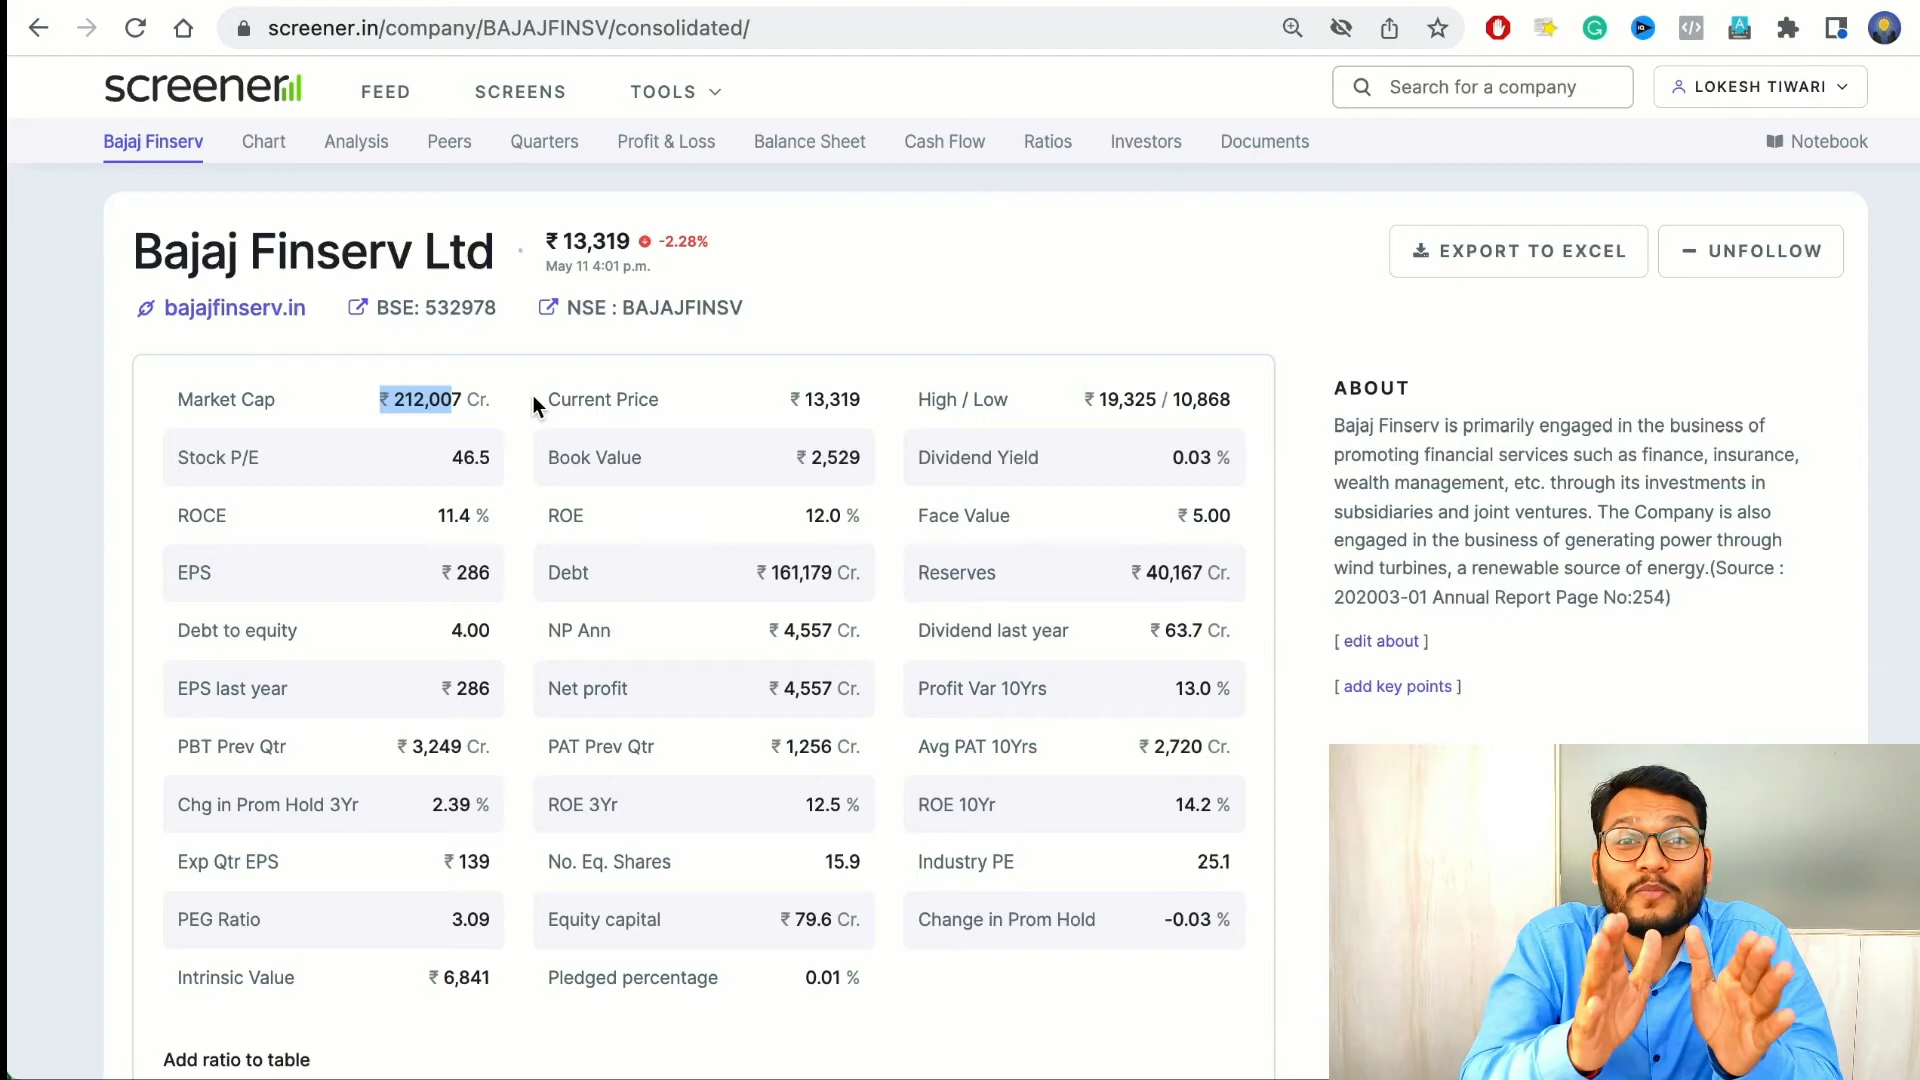 screener.in/company/BAJAJFINSV/consolidated/
screener
FEED SCREENS TOOLS
Search for a company
LOKESH TIWARI
Bajaj Finserv Chart Analysis Peers Quarters Profit & Loss Balance Sheet Cash Flow Ratios Investors Documents Notebook
Bajaj Finserv Ltd
₹ 13,319 -2.28%
May 11 4:01 p.m.
EXPORT TO EXCEL
UNFOLLOW
bajajfinserv.in BSE: 532978 NSE : BAJAJFINSV
Market Cap ₹ 212,007 Cr. Current Price ₹ 13,319 High / Low ₹ 19,325 / 10,868
Stock P/E 46.5 Book Value ₹ 2,529 Dividend Yield 0.03 %
ROCE 11.4 % ROE 12.0 % Face Value ₹ 5.00
EPS ₹ 286 Debt ₹ 161,179 Cr. Reserves ₹ 40,167 Cr.
Debt to equity 4.00 NP Ann ₹ 4,557 Cr. Dividend last year ₹ 63.7 Cr.
EPS last year ₹ 286 Net profit ₹ 4,557 Cr. Profit Var 10Yrs 13.0 %
PBT Prev Qtr ₹ 3,249 Cr. PAT Prev Qtr ₹ 1,256 Cr. Avg PAT 10Yrs ₹ 2,720 Cr.
Chg in Prom Hold 3Yr 2.39 % ROE 3Yr 12.5 % ROE 10Yr 14.2 %
Exp Qtr EPS ₹ 139 No. Eq. Shares 15.9 Industry PE 25.1
PEG Ratio 3.09 Equity capital ₹ 79.6 Cr. Change in Prom Hold -0.03 %
Intrinsic Value ₹ 6,841 Pledged percentage 0.01 %
Add ratio to table
ABOUT
Bajaj Finserv is primarily engaged in the business of
promoting financial services such as finance, insurance,
wealth management, etc. through its investments in
subsidiaries and joint ventures. The Company is also
engaged in the business of generating power through
wind turbines, a renewable source of energy.(Source :
202003-01 Annual Report Page No:254)
[ edit about ]
[ add key points ]